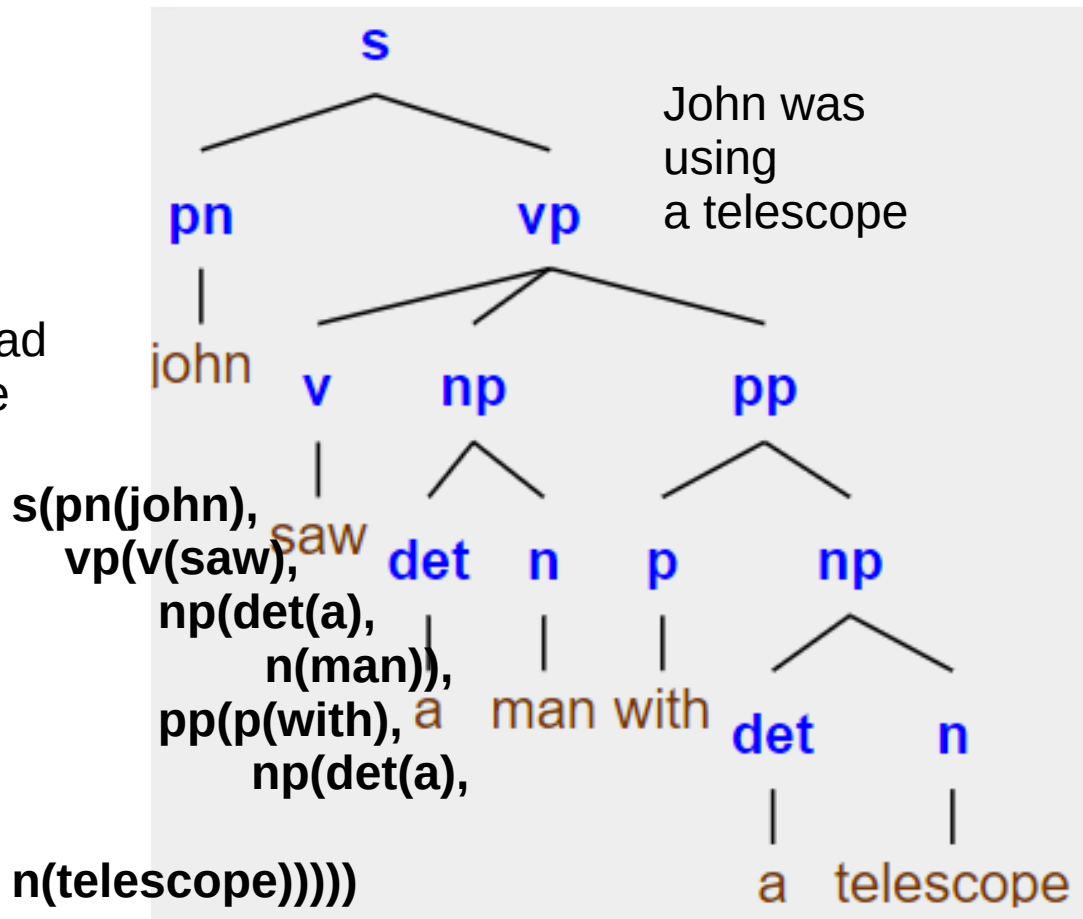 s
John was
using
a telescope
pn vp
john
v np pp
saw
det n p np
a man with
det n
a telescope
ad
e
s(pn(john),
vp(v(saw),
np(det(a),
n(man)),
pp(p(with),
np(det(a),
n(telescope)))))